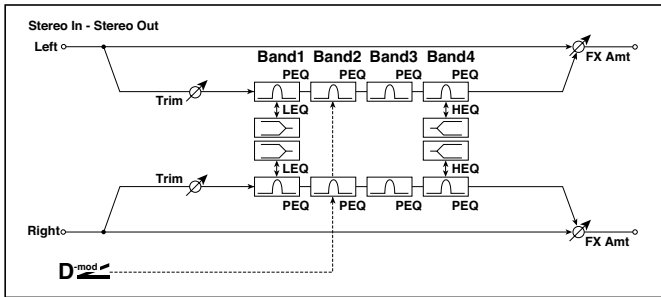 Stereo In - Stereo Out
Left
FX Amt
Band1 Band2 Band3 Band4
PEQ PEQ PEQ PEQ
Trim
LEQ HEQ
LEQ HEQ
Trim
PEQ PEQ PEQ PEQ
Right
FX Amt
D-mod